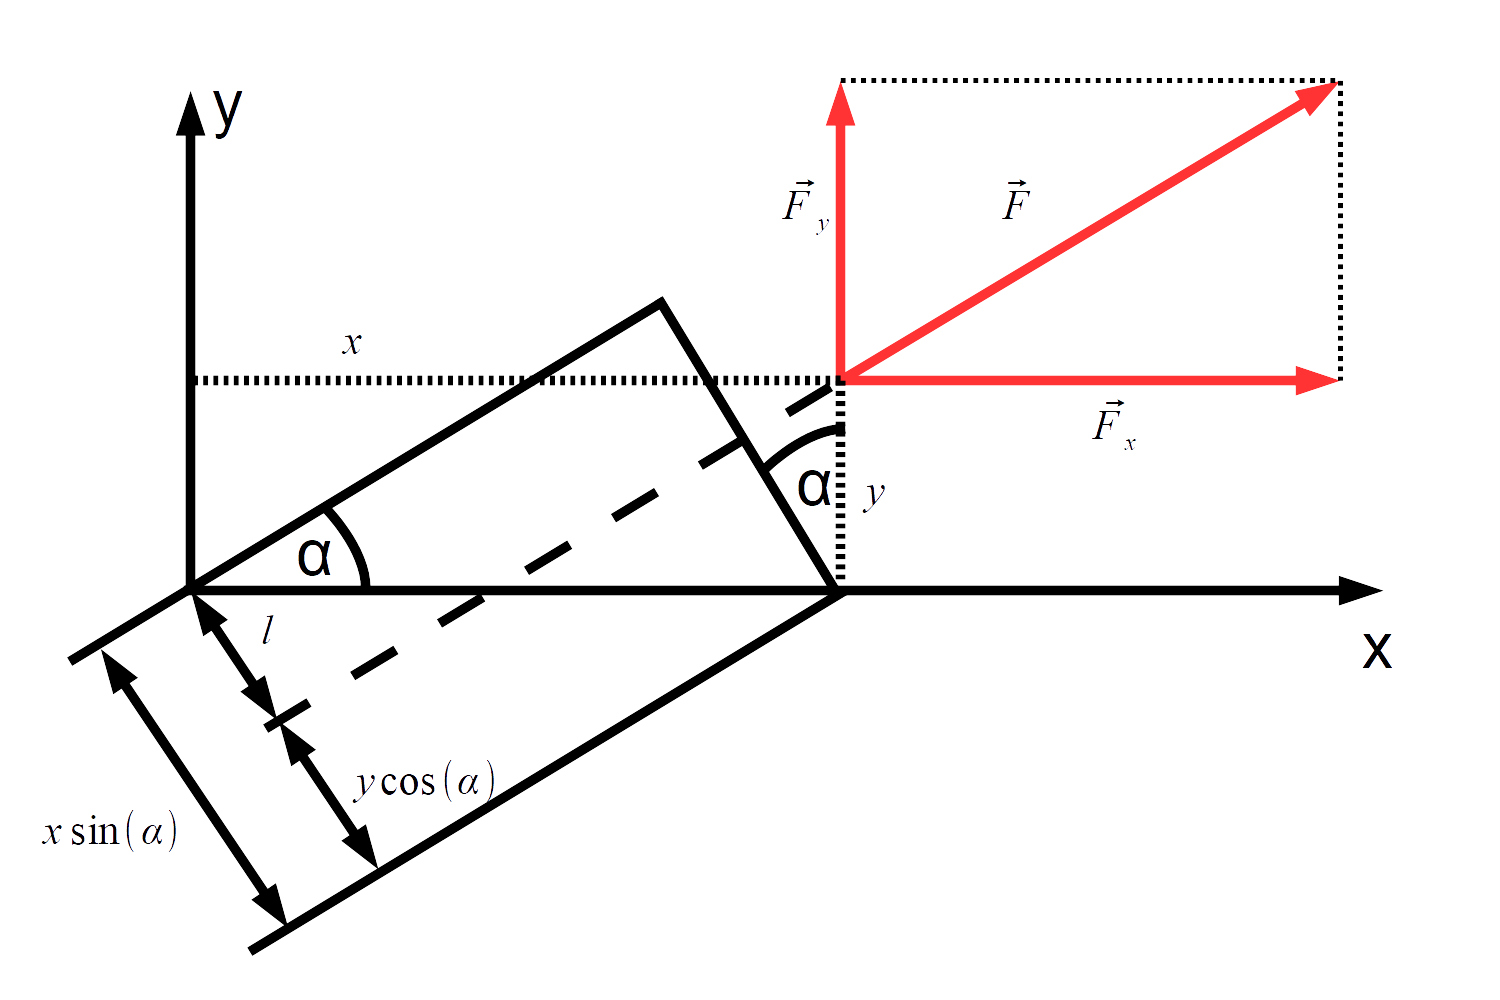 y
F⃗ y
F⃗
x
F⃗ x
α
y
α
l
x
y cos(α)
x sin(α)